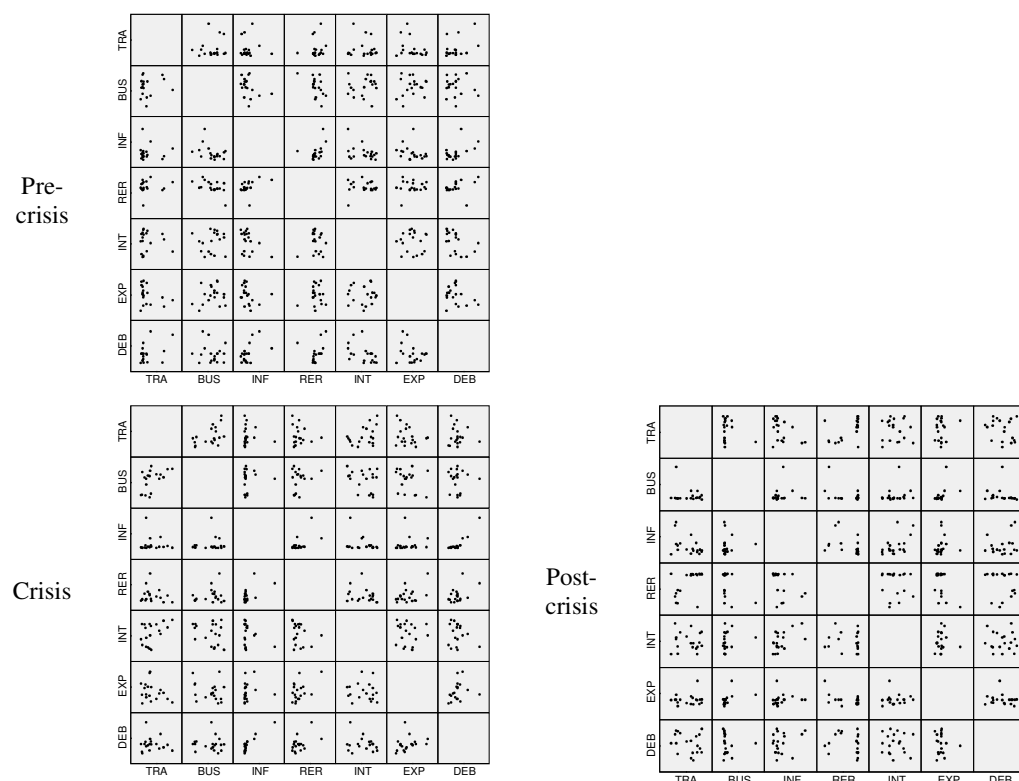 TRA
BUS
INF
RER
INT
EXP
DEB
Pre-
crisis
TRA BUS INF RER INT EXP DEB
TRA
BUS
INF
RER
INT
EXP
DEB
Crisis
TRA BUS INF RER INT EXP DEB
TRA
BUS
INF
RER
INT
EXP
DEB
Post-
crisis
TRA BUS INF RER INT EXP DEB